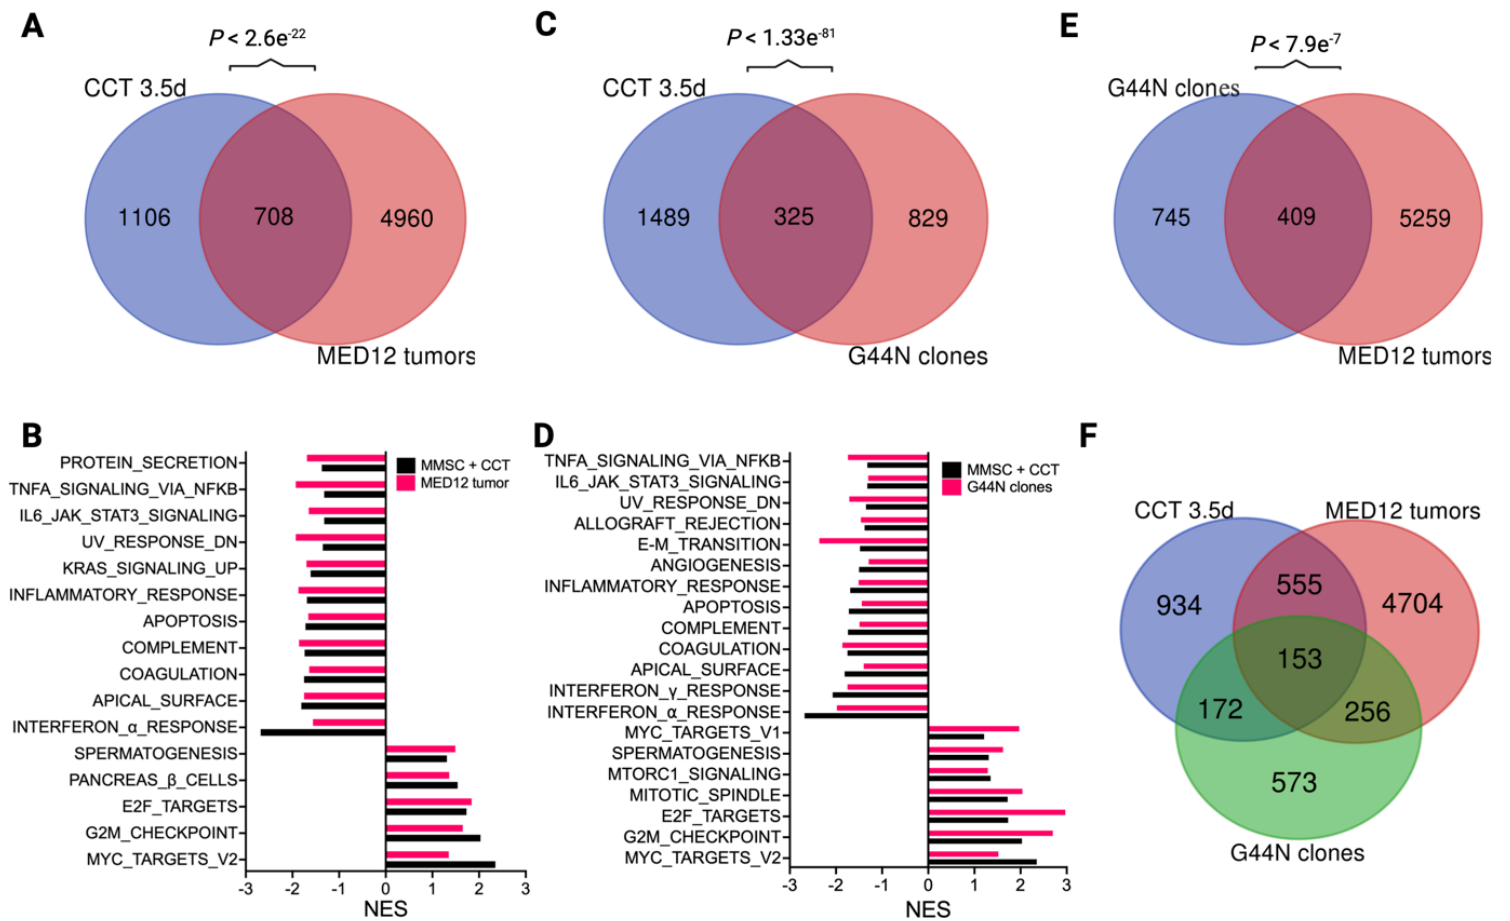 A
P < 2.6e-22
CCT 3.5d
1106
708
4960
MED12 tumors
C
P < 1.33e-81
CCT 3.5d
1489
325
829
G44N clones
E
P < 7.9e-7
G44N clones
745
409
5259
MED12 tumors
B
PROTEIN_SECRETION
TNFA_SIGNALING_VIA_NFKB
IL6_JAK_STAT3_SIGNALING
UV_RESPONSE_DN
KRAS_SIGNALING_UP
INFLAMMATORY_RESPONSE
APOPTOSIS
COMPLEMENT
COAGULATION
APICAL_SURFACE
INTERFERON_α_RESPONSE
SPERMATOGENESIS
PANCREAS_β_CELLS
E2F_TARGETS
G2M_CHECKPOINT
MYC_TARGETS_V2
MMSC + CCT
MED12 tumor
-3 -2 -1 0 1 2 3
NES
D
TNFA_SIGNALING_VIA_NFKB
IL6_JAK_STAT3_SIGNALING
UV_RESPONSE_DN
ALLOGRAFT_REJECTION
E-M_TRANSITION
ANGIOGENESIS
INFLAMMATORY_RESPONSE
APOPTOSIS
COMPLEMENT
COAGULATION
APICAL_SURFACE
INTERFERON_γ_RESPONSE
INTERFERON_α_RESPONSE
MYC_TARGETS_V1
SPERMATOGENESIS
MTORC1_SIGNALING
MITOTIC_SPINDLE
E2F_TARGETS
G2M_CHECKPOINT
MYC_TARGETS_V2
MMSC + CCT
G44N clones
-3 -2 -1 0 1 2 3
NES
F
CCT 3.5d
MED12 tumors
934
555
4704
153
172
256
573
G44N clones